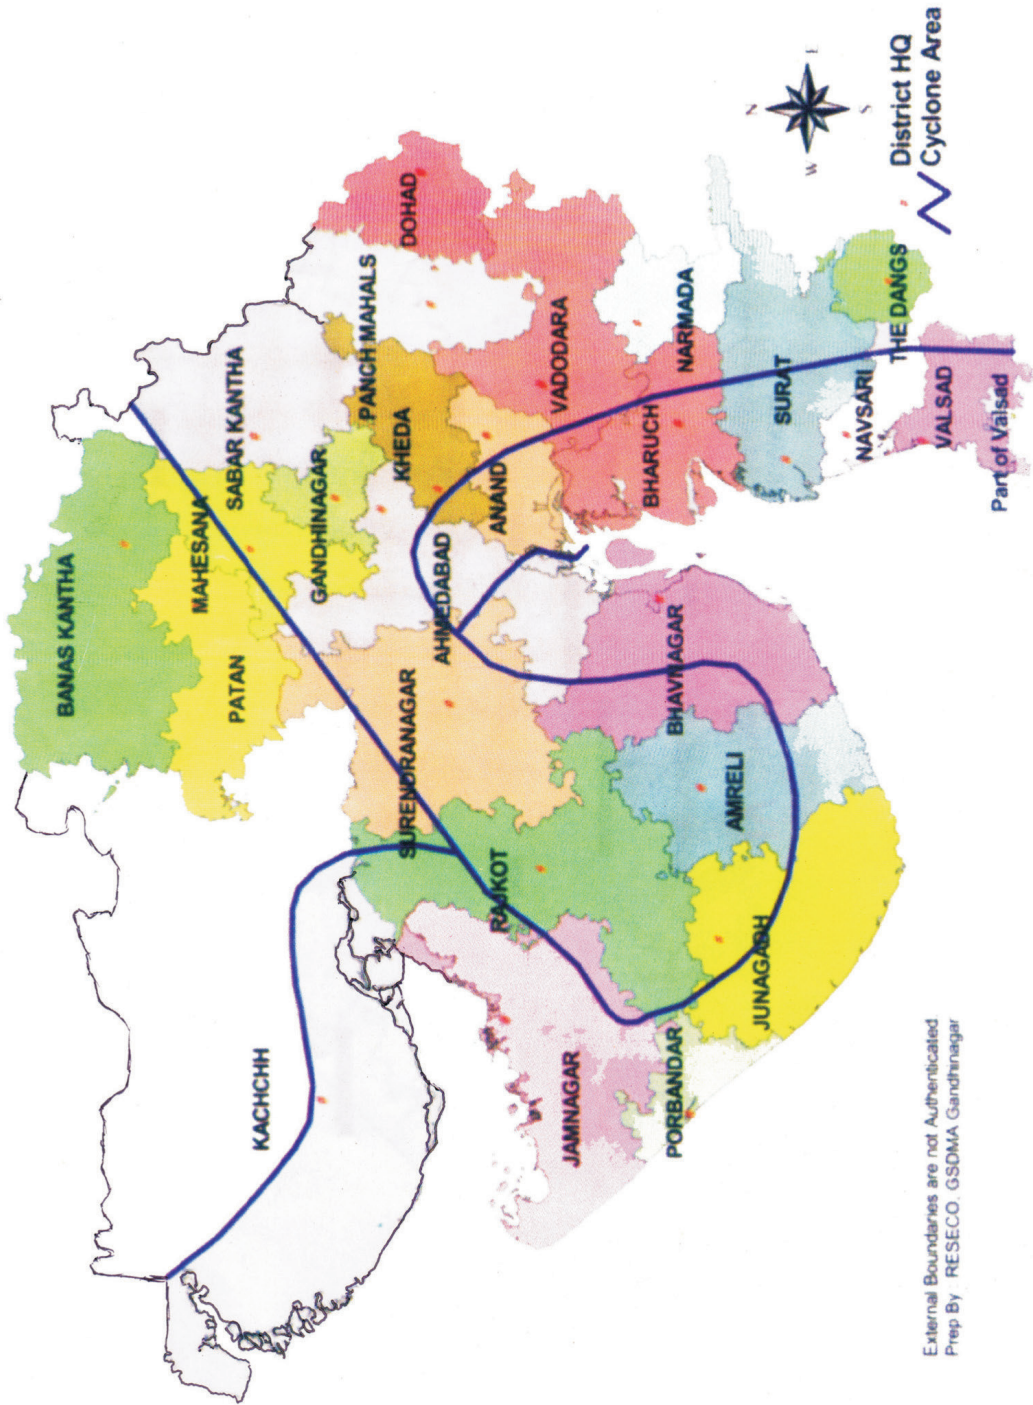 BANAS KANTHA
PATAN
MAHESANA
SABAR KANTHA
KACHCHH
GANDHINAGAR
PANCH MAHALS
DOHAD
KHEDA
SURENDRANAGAR
AHMEDABAD
ANAND
VADODARA
RAJKOT
JAMNAGAR
BHARUCH
NARMADA
BHAVNAGAR
AMRELI
PORBANDAR
JUNAGADH
SURAT
NAVSARI
THE DANGS
VALSAD
Part of Valsad
N
W
E
S
District HQ
Cyclone Area
External Boundaries are not Authenticated
Prep By : RESECO, GSDMA Gandhinagar